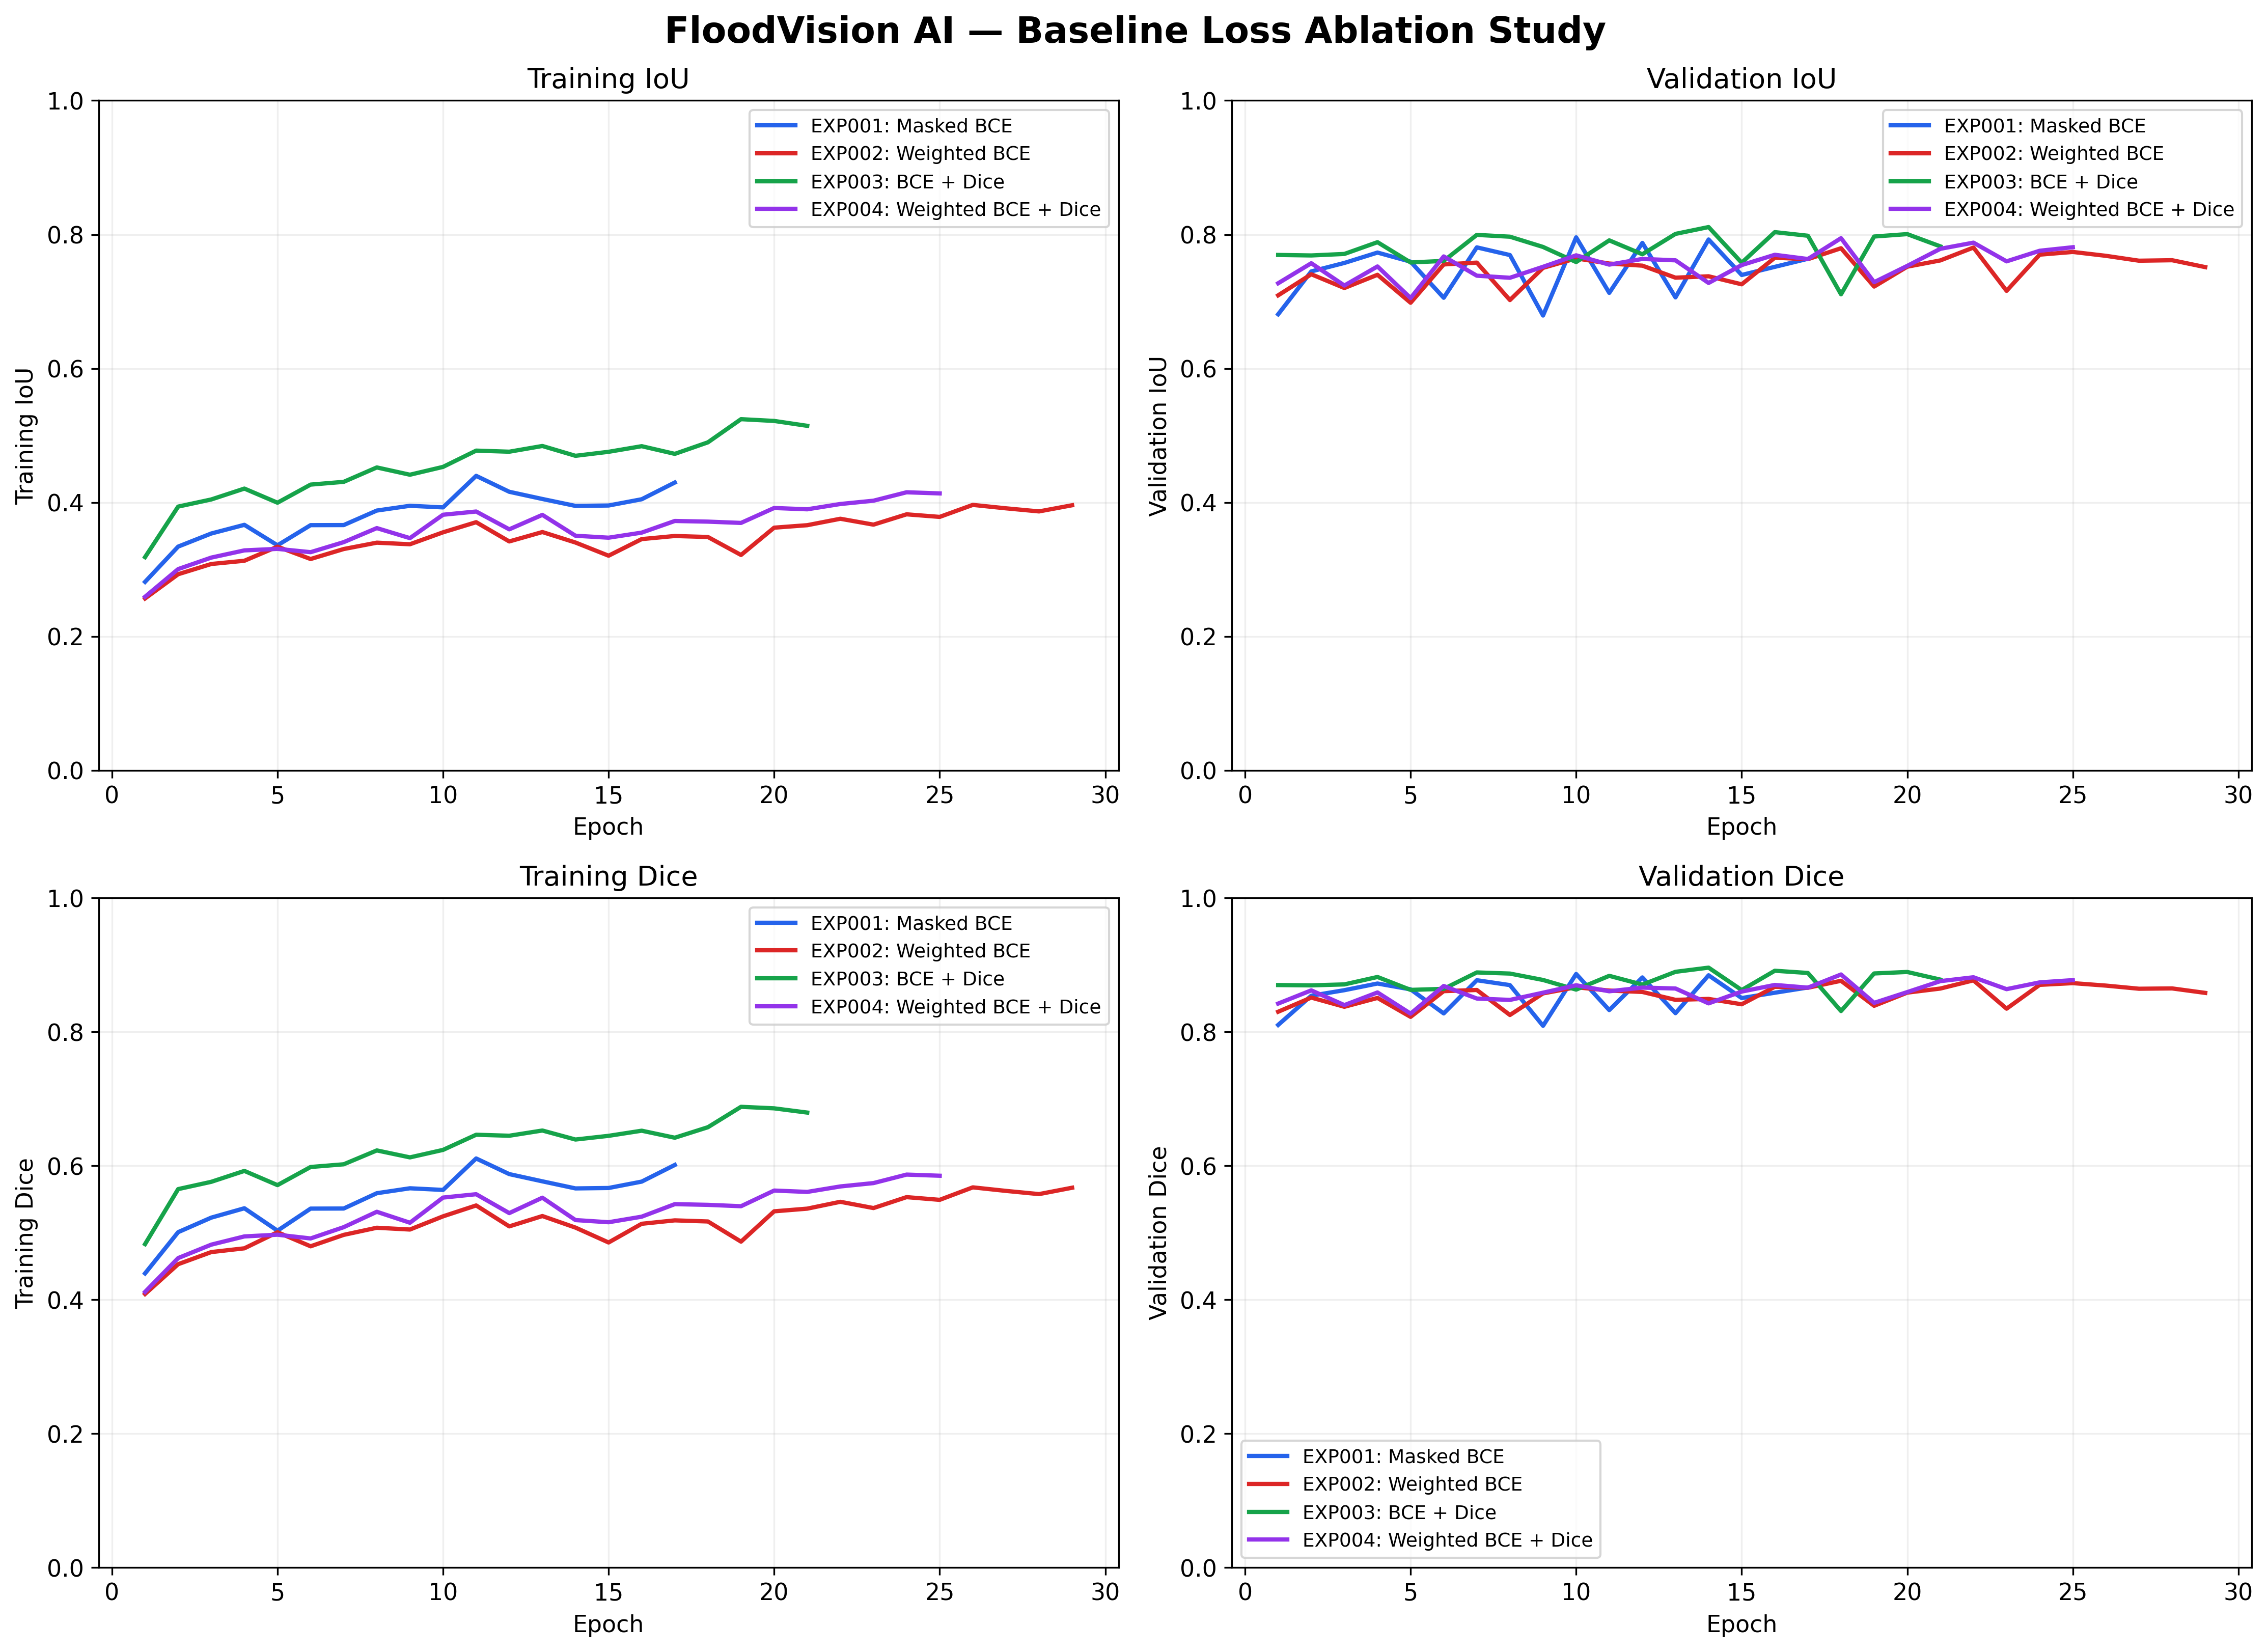 FloodVision AI — Baseline Loss Ablation Study
Training IoU
EXP001: Masked BCE
EXP002: Weighted BCE
EXP003: BCE + Dice
EXP004: Weighted BCE + Dice
1.0
0.8
0.6
0.4
0.2
0.0
Training IoU
0 5 10 15 20 25 30
Epoch
Validation IoU
EXP001: Masked BCE
EXP002: Weighted BCE
EXP003: BCE + Dice
EXP004: Weighted BCE + Dice
1.0
0.8
0.6
0.4
0.2
0.0
Validation IoU
0 5 10 15 20 25 30
Epoch
Training Dice
EXP001: Masked BCE
EXP002: Weighted BCE
EXP003: BCE + Dice
EXP004: Weighted BCE + Dice
1.0
0.8
0.6
0.4
0.2
0.0
Training Dice
0 5 10 15 20 25 30
Epoch
Validation Dice
1.0
0.8
0.6
0.4
0.2
0.0
Validation Dice
EXP001: Masked BCE
EXP002: Weighted BCE
EXP003: BCE + Dice
EXP004: Weighted BCE + Dice
0 5 10 15 20 25 30
Epoch